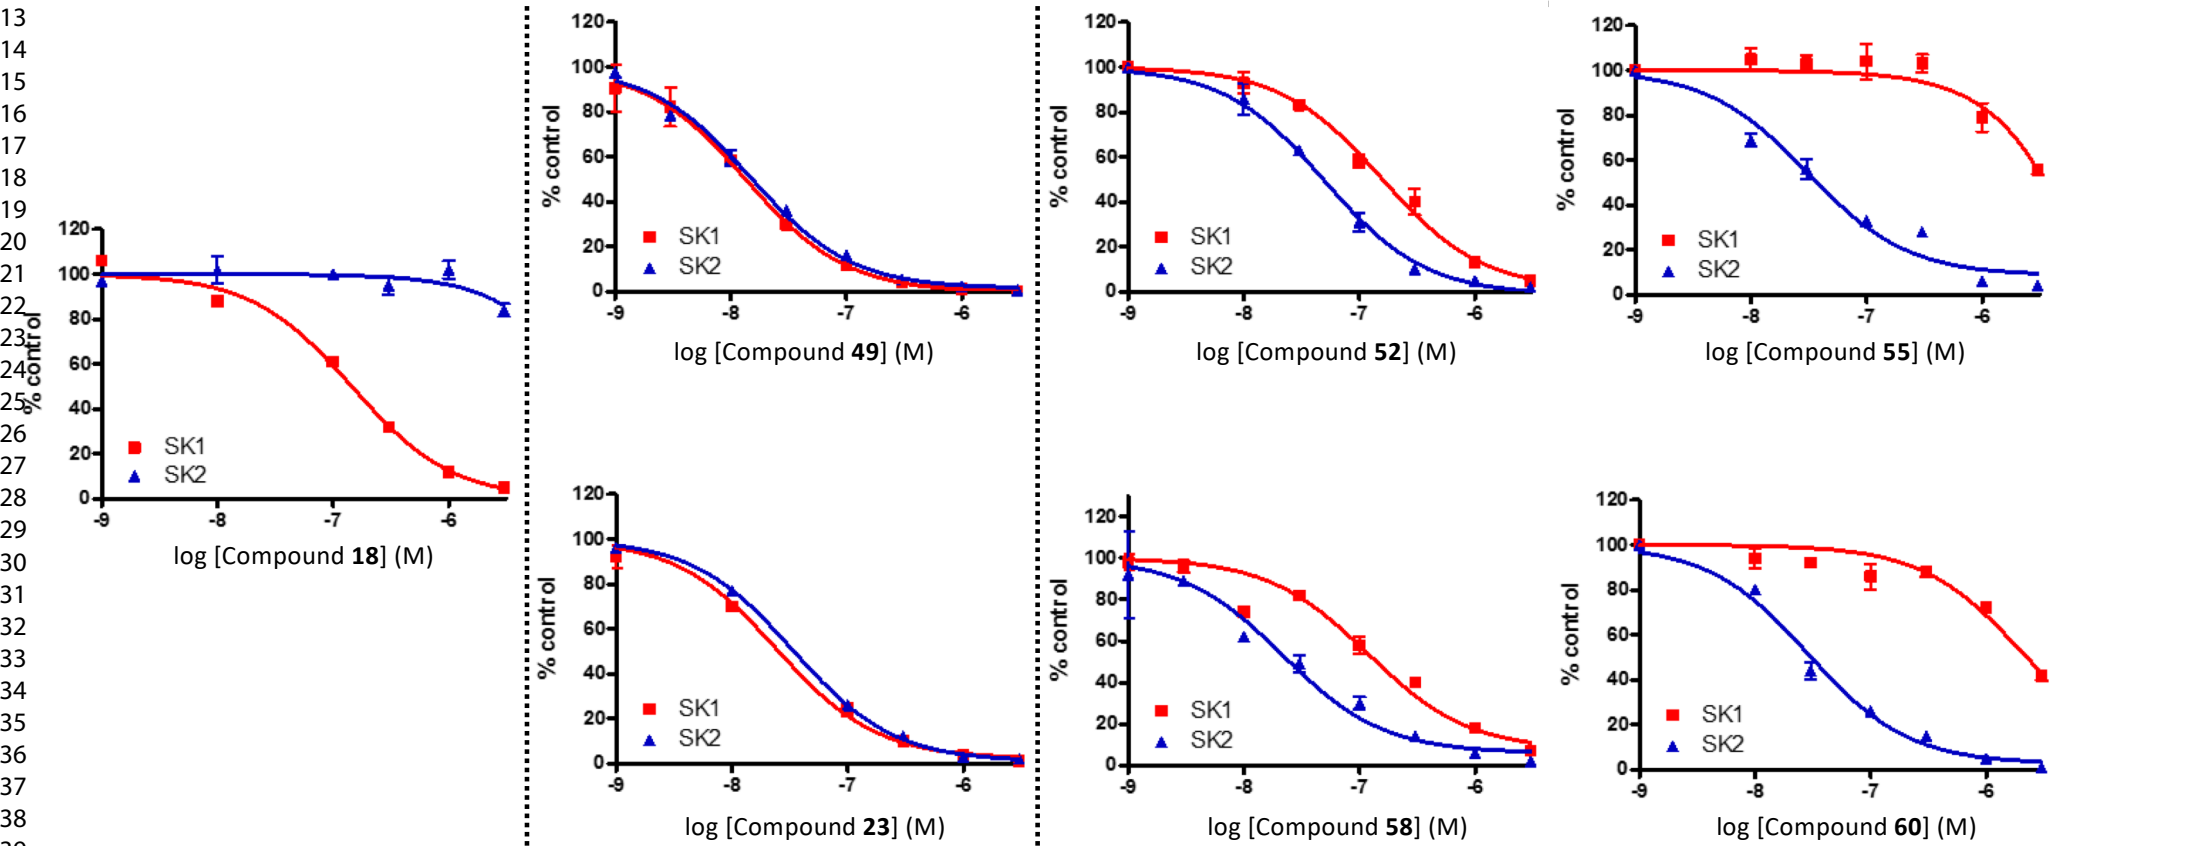 13
14
15
16
17
18
19
20
21
22
23
24
25
26
27
28
29
30
31
32
33
34
35
36
37
38
120
100
80
60
40
20
0
% control
SK1
SK2
-9 -8 -7 -6
log [Compound 18] (M)
120
100
80
60
40
20
0
% control
SK1
SK2
-9 -8 -7 -6
log [Compound 49] (M)
120
100
80
60
40
20
0
% control
SK1
SK2
-9 -8 -7 -6
log [Compound 52] (M)
120
100
80
60
40
20
0
% control
SK1
SK2
-9 -8 -7 -6
log [Compound 55] (M)
120
100
80
60
40
20
0
% control
SK1
SK2
-9 -8 -7 -6
log [Compound 23] (M)
120
100
80
60
40
20
0
% control
SK1
SK2
-9 -8 -7 -6
log [Compound 58] (M)
120
100
80
60
40
20
0
% control
SK1
SK2
-9 -8 -7 -6
log [Compound 60] (M)